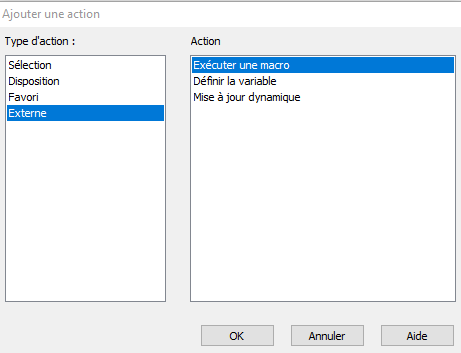 Ajouter une action
Type d'action :
Action
Sélection
Disposition
Favori
Externe
Exécuter une macro
Définir la variable
Mise à jour dynamique
OK
Annuler
Aide